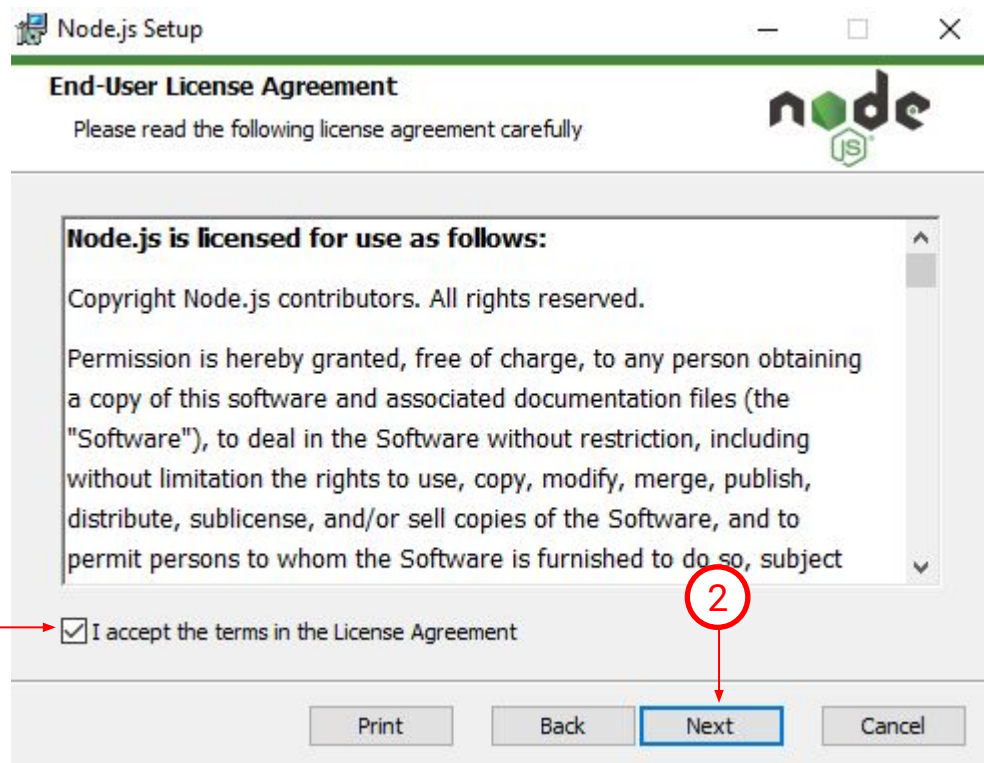 Node.js Setup
End-User License Agreement
Please read the following license agreement carefully
node
JS
Node.js is licensed for use as follows:
Copyright Node.js contributors. All rights reserved.
Permission is hereby granted, free of charge, to any person obtaining
a copy of this software and associated documentation files (the
"Software"), to deal in the Software without restriction, including
without limitation the rights to use, copy, modify, merge, publish,
distribute, sublicense, and/or sell copies of the Software, and to
permit persons to whom the Software is furnished to do so, subject
2
I accept the terms in the License Agreement
Print Back Next Cancel